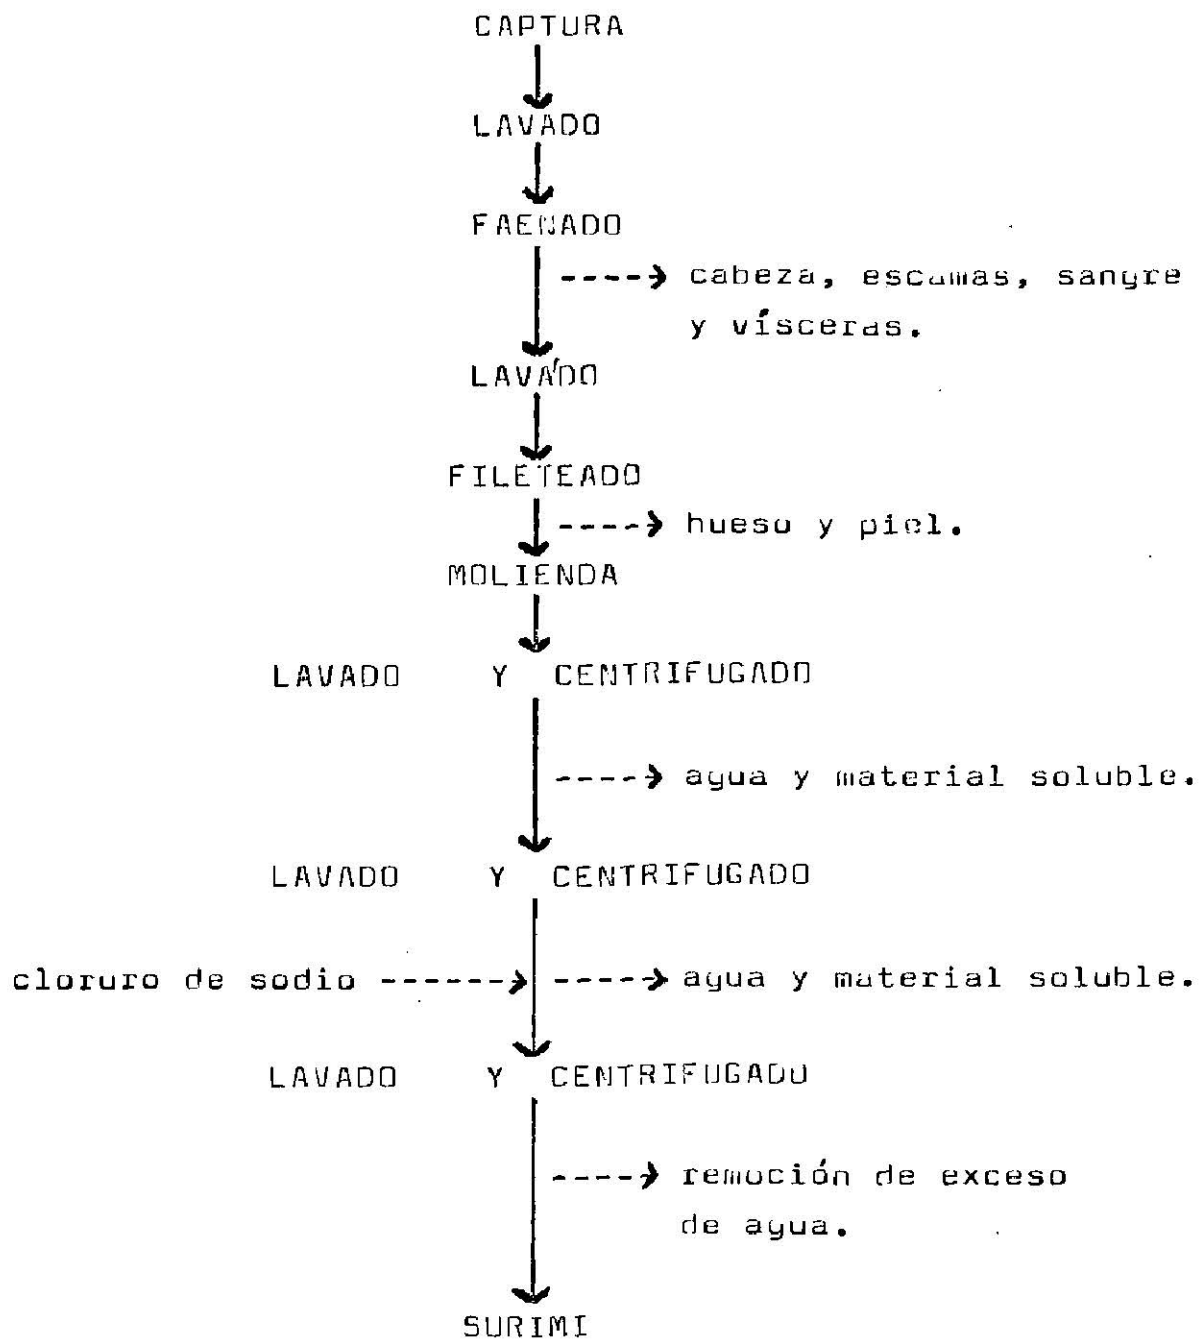 CAPTURA
LAVADO
FAENADO
cabeza, escamas, sangre
y vísceras.
LAVADO
FILETEADO
hueso y piel.
MOLIENDA
LAVADO Y CENTRIFUGADO
agua y material soluble.
LAVADO Y CENTRIFUGADO
cloruro de sodio
agua y material soluble.
LAVADO Y CENTRIFUGADO
remoción de exceso
de agua.
SURIMI